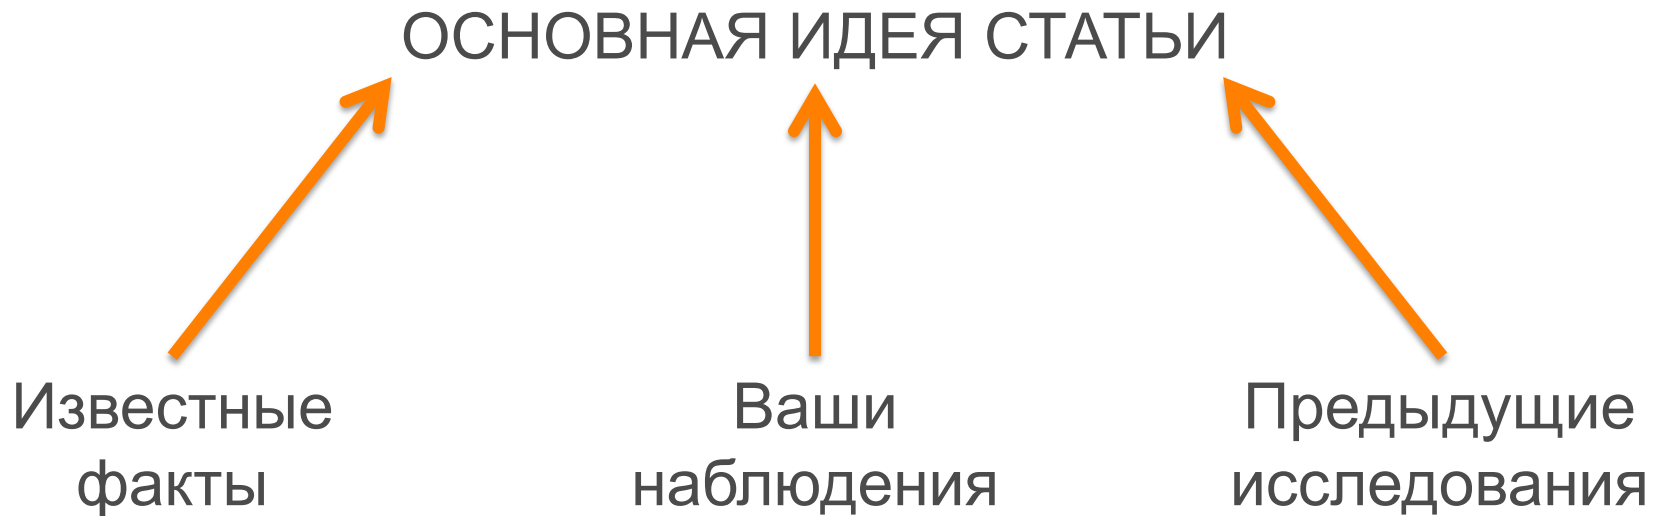 ОСНОВНАЯ ИДЕЯ СТАТЬИ
Известные
факты
Ваши
наблюдения
Предыдущие
исследования